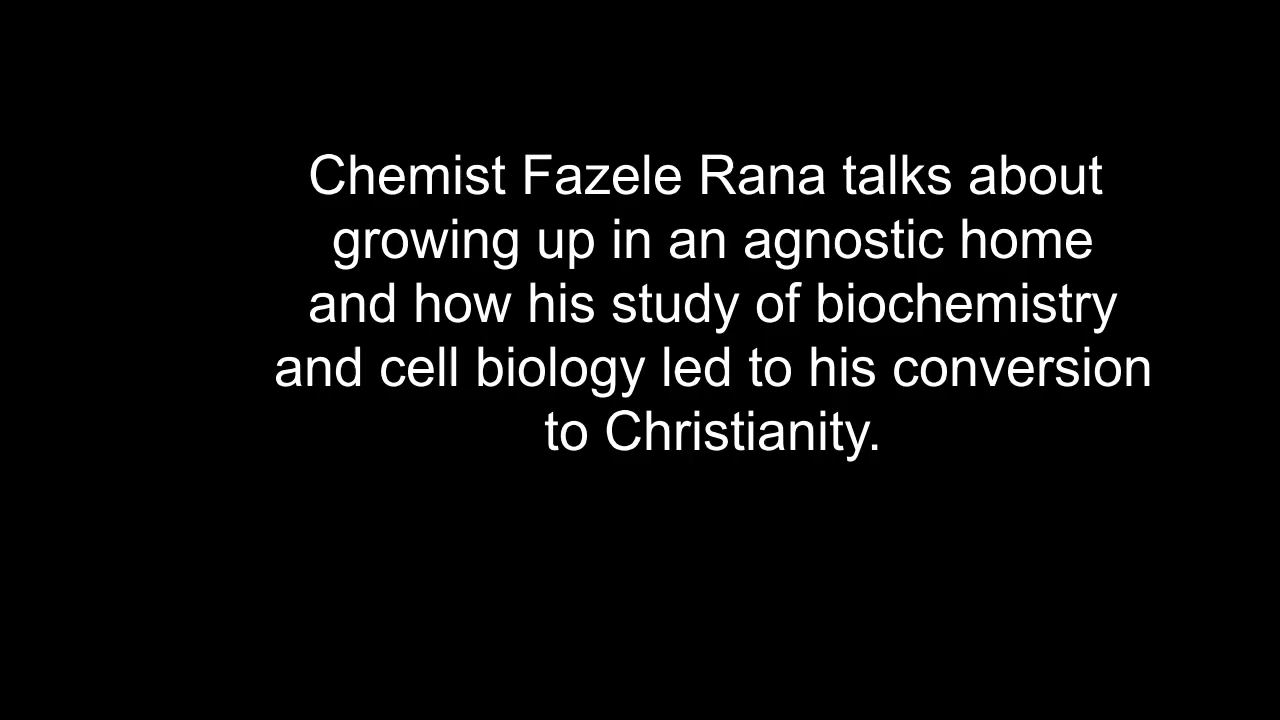 Chemist Fazele Rana talks about
growing up in an agnostic home
and how his study of biochemistry
and cell biology led to his conversion
to Christianity.